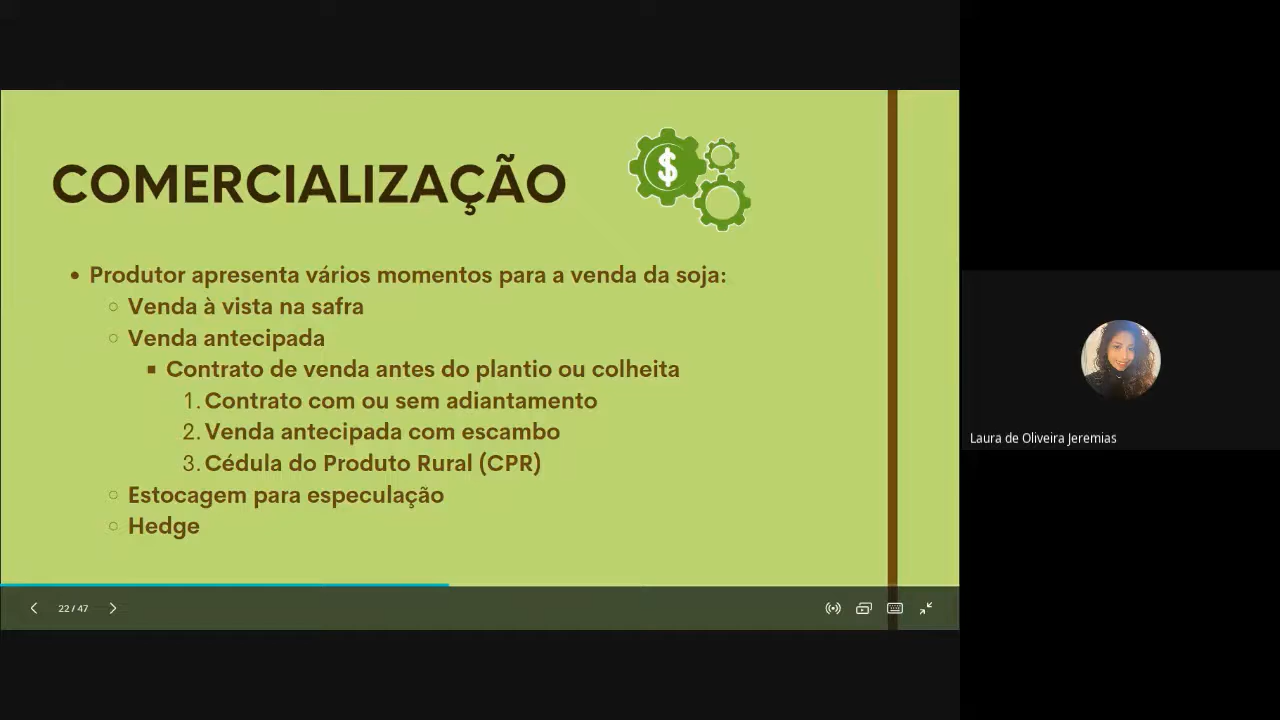 COMERCIALIZAÇÃO
$
• Produtor apresenta vários momentos para a venda da soja:
○ Venda à vista na safra
○ Venda antecipada
▪ Contrato de venda antes do plantio ou colheita
1. Contrato com ou sem adiantamento
2. Venda antecipada com escambo
3. Cédula do Produto Rural (CPR)
○ Estocagem para especulação
○ Hedge
22 / 47
Laura de Oliveira Jeremias